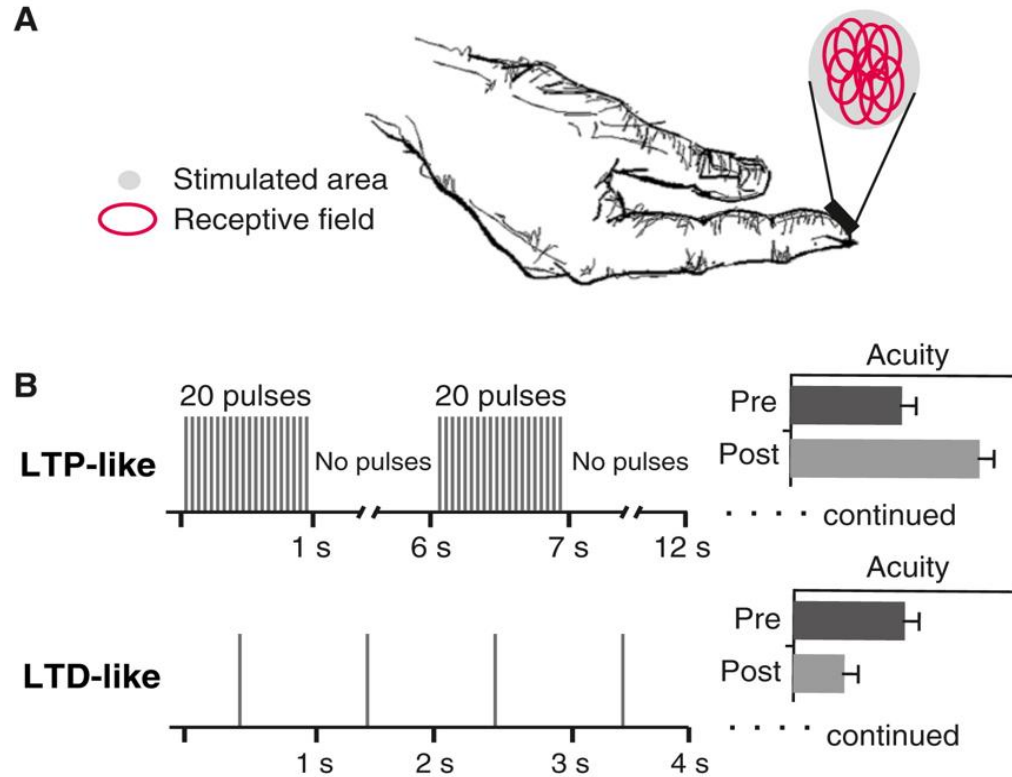 A
Stimulated area
Receptive field
B
20 pulses
20 pulses
LTP-like
No pulses
No pulses
1 s
6 s
7 s
12 s
Acuity
Pre
Post
. . . . continued
LTD-like
1 s
2 s
3 s
4 s
Acuity
Pre
Post
. . . . continued